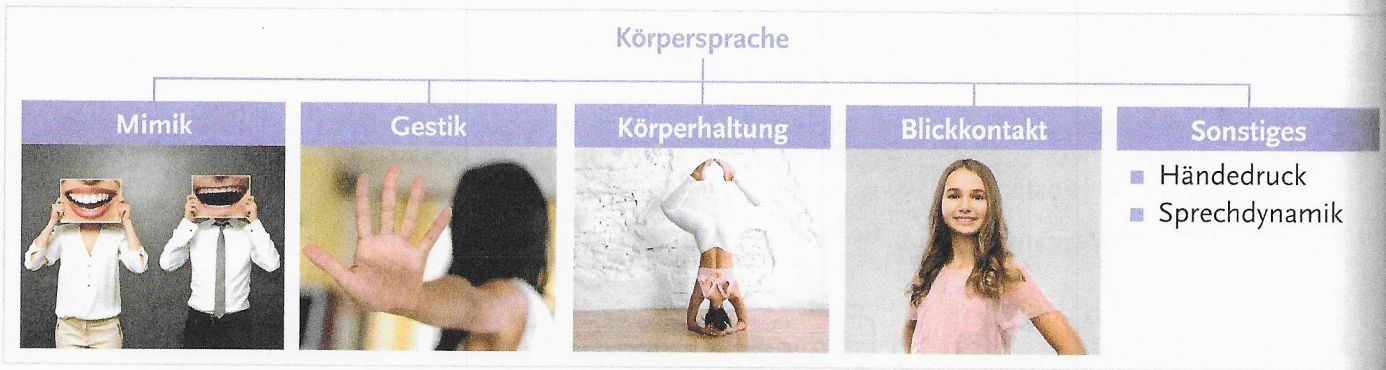 Körpersprache
Mimik
Gestik
Körperhaltung
Blickkontakt
Sonstiges
Händedruck
Sprechdynamik